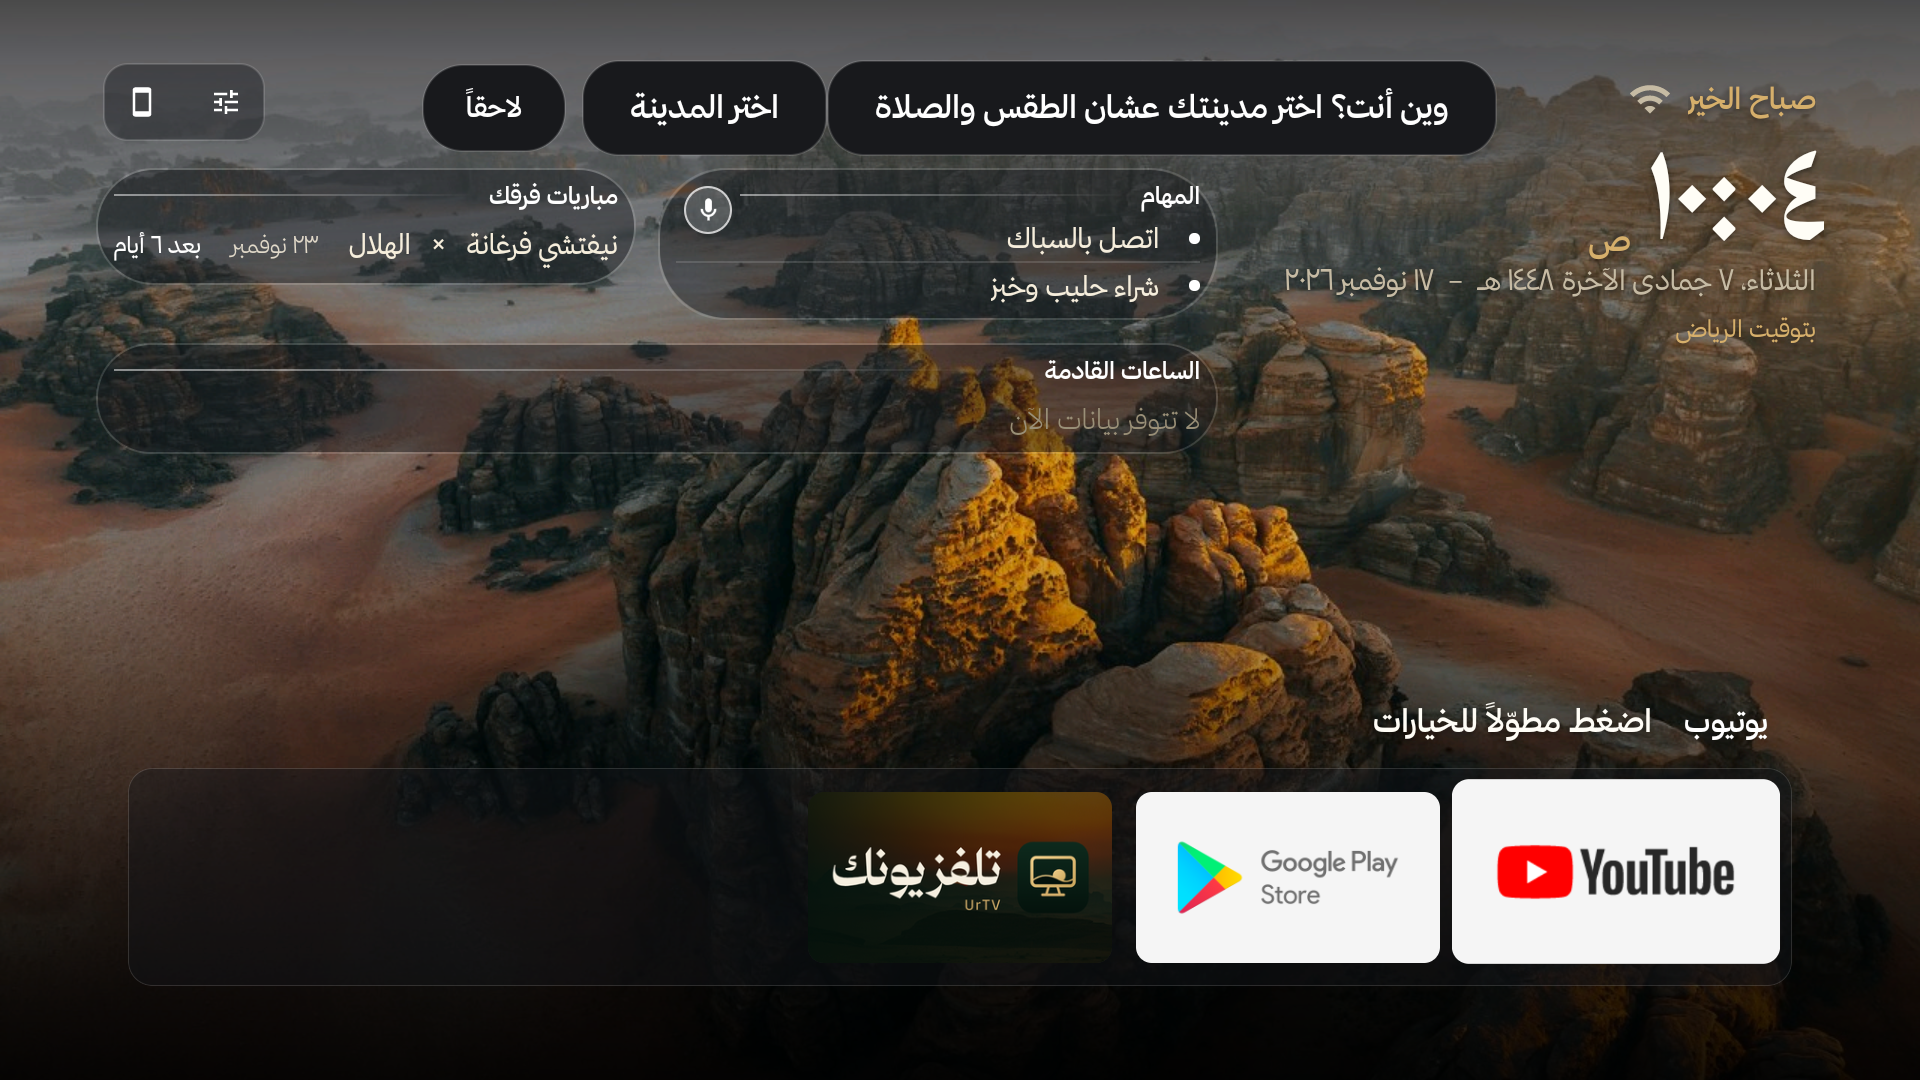 صباح الخير
١٠:٠٤ ص
الثلاثاء، ٧ جمادى الآخرة ١٤٤٨ هـ – ١٧ نوفمبر ٢٠٢٦
بتوقيت الرياض
وين أنت؟ اختر مدينتك عشان الطقس والصلاة
اختر المدينة
لاحقاً
المهام
اتصل بالسباك
شراء حليب وخبز
مباريات فرقك
نيفتشي فرغانة × الهلال ٢٣ نوفمبر بعد ٦ أيام
الساعات القادمة
لا تتوفر بيانات الآن
يوتيوب اضغط مطوّلاً للخيارات
YouTube
Google Play
Store
تلفزيونك
UrTV